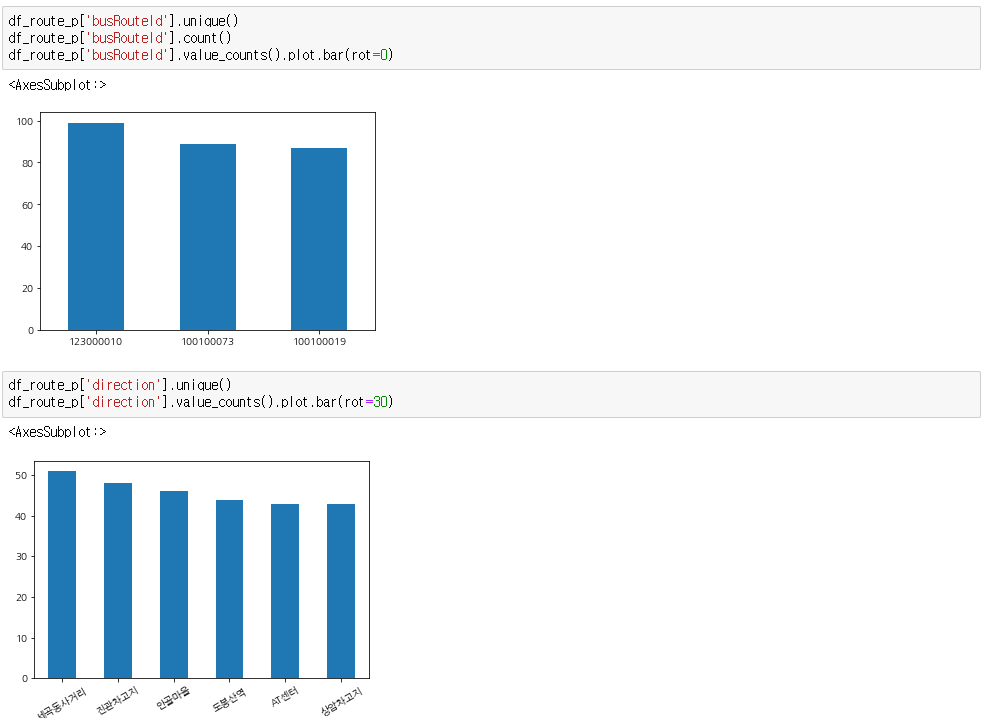 df_route_p['busRouteId'].unique()
df_route_p['busRouteId'].count()
df_route_p['busRouteId'].value_counts().plot.bar(rot=0)
<AxesSubplot:>
100
80
60
40
20
0
123000010 100100073 100100019
df_route_p['direction'].unique()
df_route_p['direction'].value_counts().plot.bar(rot=30)
<AxesSubplot:>
50
40
30
20
10
0
세곡동사거리 진관차고지 안골마을 도봉산역 AT센터 상암차고지